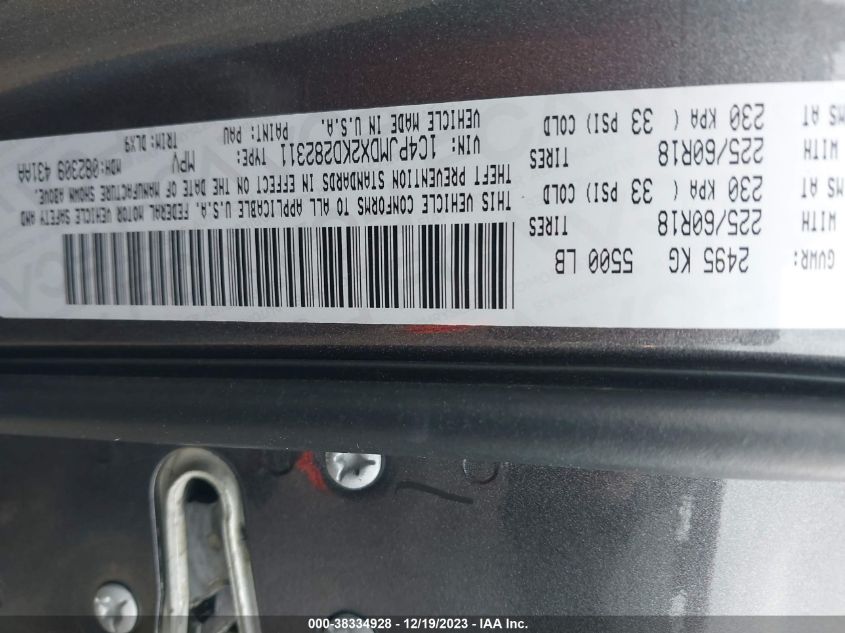 GVWR: 2495 KG 5500 LB
WITH 225/60R18 TIRES
MS AT 230 KPA ( 33 PSI) COLD
WITH 225/60R18 TIRES
MS AT 230 KPA ( 33 PSI) COLD
THIS VEHICLE CONFORMS TO ALL APPLICABLE U.S.A. FEDERAL MOTOR VEHICLE SAFETY AND
THEFT PREVENTION STANDARDS IN EFFECT ON THE DATE OF MANUFACTURE SHOWN ABOVE.
VIN: 1C4PJMDX2KD282311 TYPE: MPV MDH:082309 431AA
VEHICLE MADE IN U.S.A. PAINT: PAU TRIM: DLX9
000-38334928 - 12/19/2023 - IAA Inc.